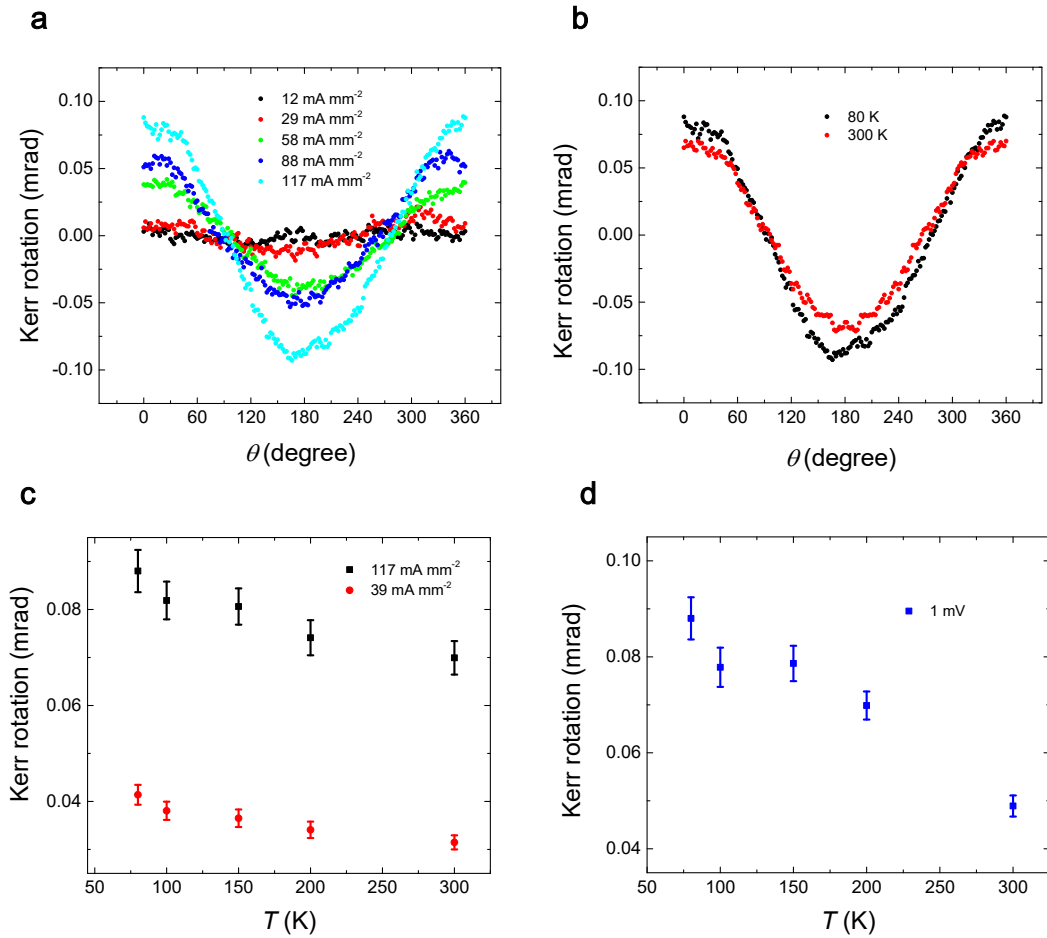 a
12 mA mm⁻²
29 mA mm⁻²
58 mA mm⁻²
88 mA mm⁻²
117 mA mm⁻²
0.10
0.05
0.00
-0.05
-0.10
Kerr rotation (mrad)
0 60 120 180 240 300 360
θ (degree)
b
80 K
300 K
0.10
0.05
0.00
-0.05
-0.10
Kerr rotation (mrad)
0 60 120 180 240 300 360
θ (degree)
c
117 mA mm⁻²
39 mA mm⁻²
0.08
0.06
0.04
Kerr rotation (mrad)
50 100 150 200 250 300
T (K)
d
1 mV
0.10
0.08
0.06
0.04
Kerr rotation (mrad)
50 100 150 200 250 300
T (K)